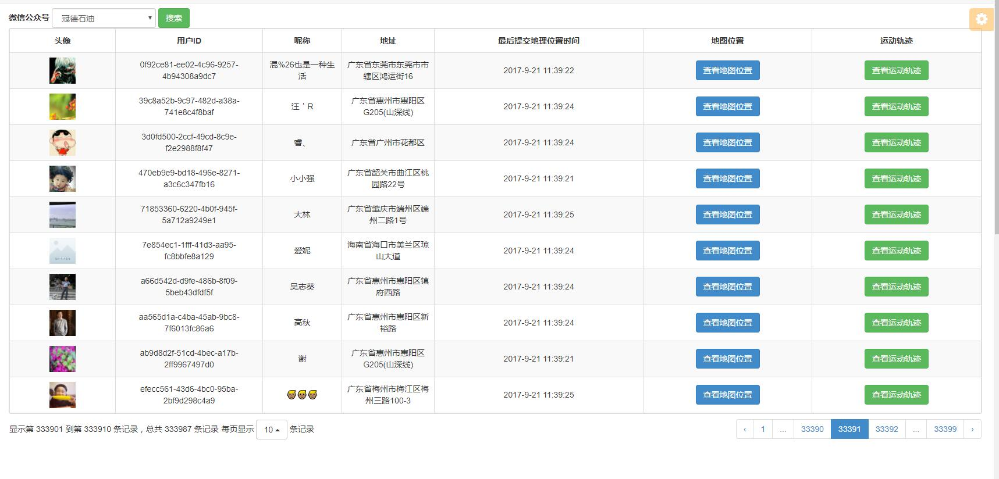 微信公众号 冠德石油 搜索
头像 用户ID 昵称 地址 最后提交地理位置时间 地图位置 运动轨迹
0f92ce81-ee02-4c96-9257-
4b94308a9dc7
混%26也是一种生
活
广东省东莞市东莞市市
辖区鸿运街16
2017-9-21 11:39:22
查看地图位置
查看运动轨迹
39c8a52b-9c97-482d-a38a-
741e8c4f8baf
汪 ' R
广东省惠州市惠阳区
G205(山深线)
2017-9-21 11:39:24
查看地图位置
查看运动轨迹
3d0fd500-2ccf-49cd-8c9e-
f2e2988f8f47
睿、
广东省广州市花都区
2017-9-21 11:39:24
查看地图位置
查看运动轨迹
470eb9e9-bd18-496e-8271-
a3c6c347fb16
小小强
广东省韶关市曲江区桃
园路22号
2017-9-21 11:39:21
查看地图位置
查看运动轨迹
71853360-6220-4b0f-945f-
5a712a9249e1
大林
广东省肇庆市端州区端
州二路1号
2017-9-21 11:39:25
查看地图位置
查看运动轨迹
7e854ec1-1fff-41d3-aa95-
fc8bbfe8a129
爱妮
海南省海口市美兰区琼
山大道
2017-9-21 11:39:24
查看地图位置
查看运动轨迹
a66d542d-d9fe-486b-8f09-
5beb43dfdf5f
吴志葵
广东省惠州市惠阳区镇
府西路
2017-9-21 11:39:24
查看地图位置
查看运动轨迹
aa565d1a-c4ba-45ab-9bc8-
7f6013fc86a6
高秋
广东省惠州市惠阳区新
裕路
2017-9-21 11:39:24
查看地图位置
查看运动轨迹
ab9d8d2f-51cd-4bec-a17b-
2ff9967497d0
谢
广东省惠州市惠阳区
G205(山深线)
2017-9-21 11:39:21
查看地图位置
查看运动轨迹
efecc561-43d6-4bc0-95ba-
2bf9d298c4a9
广东省梅州市梅江区梅
州三路100-3
2017-9-21 11:39:25
查看地图位置
查看运动轨迹
显示第 333901 到第 333910 条记录，总共 333987 条记录 每页显示 10 条记录
‹ 1 ... 33390 33391 33392 ... 33399 ›